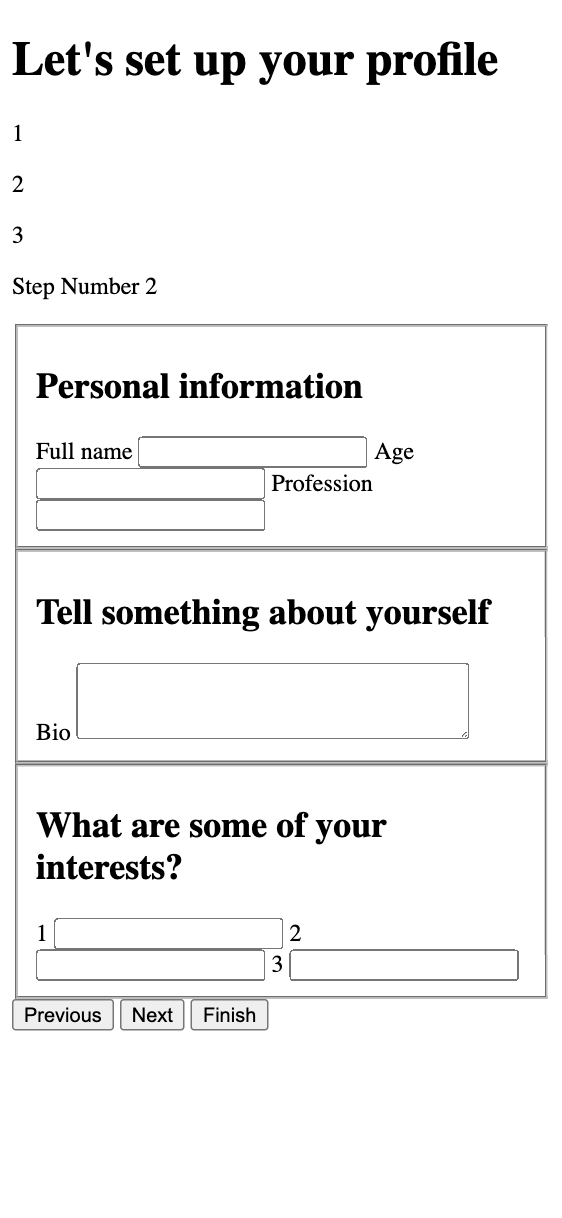 Let's set up your profile
1
2
3
Step Number 2
Personal information
Full name Age
Profession
Tell something about yourself
Bio
What are some of your
interests?
1 2
3
Previous Next Finish